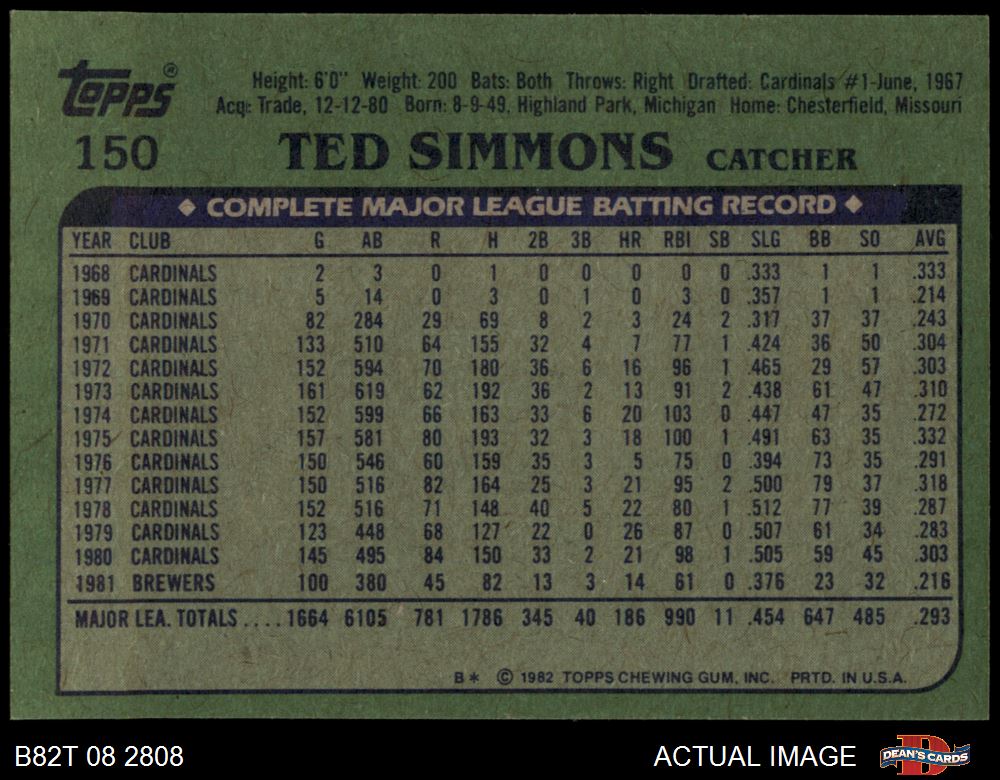 Topps®
Height: 6'0" Weight: 200 Bats: Both Throws: Right Drafted: Cardinals #1-June, 1967
Acq: Trade, 12-12-80 Born: 8-9-49, Highland Park, Michigan Home: Chesterfield, Missouri
150 TED SIMMONS CATCHER
◆ COMPLETE MAJOR LEAGUE BATTING RECORD ◆
YEAR CLUB G AB R H 2B 3B HR RBI SB SLG BB SO AVG
1968 CARDINALS 2 3 0 1 0 0 0 0 0 .333 1 1 .333
1969 CARDINALS 5 14 0 3 0 1 0 3 0 .357 1 1 .214
1970 CARDINALS 82 284 29 69 8 2 3 24 2 .317 37 37 .243
1971 CARDINALS 133 510 64 155 32 4 7 77 1 .424 36 50 .304
1972 CARDINALS 152 594 70 180 36 6 16 96 1 .465 29 57 .303
1973 CARDINALS 161 619 62 192 36 2 13 91 2 .438 61 47 .310
1974 CARDINALS 152 599 66 163 33 6 20 103 0 .447 47 35 .272
1975 CARDINALS 157 581 80 193 32 3 18 100 1 .491 63 35 .332
1976 CARDINALS 150 546 60 159 35 3 5 75 0 .394 73 35 .291
1977 CARDINALS 150 516 82 164 25 3 21 95 2 .500 79 37 .318
1978 CARDINALS 152 516 71 148 40 5 22 80 1 .512 77 39 .287
1979 CARDINALS 123 448 68 127 22 0 26 87 0 .507 61 34 .283
1980 CARDINALS 145 495 84 150 33 2 21 98 1 .505 59 45 .303
1981 BREWERS 100 380 45 82 13 3 14 61 0 .376 23 32 .216
MAJOR LEA. TOTALS .... 1664 6105 781 1786 345 40 186 990 11 .454 647 485 .293
B* © 1982 TOPPS CHEWING GUM, INC. PRTD. IN U.S.A.
B82T 08 2808 ACTUAL IMAGE DEAN'S CARDS